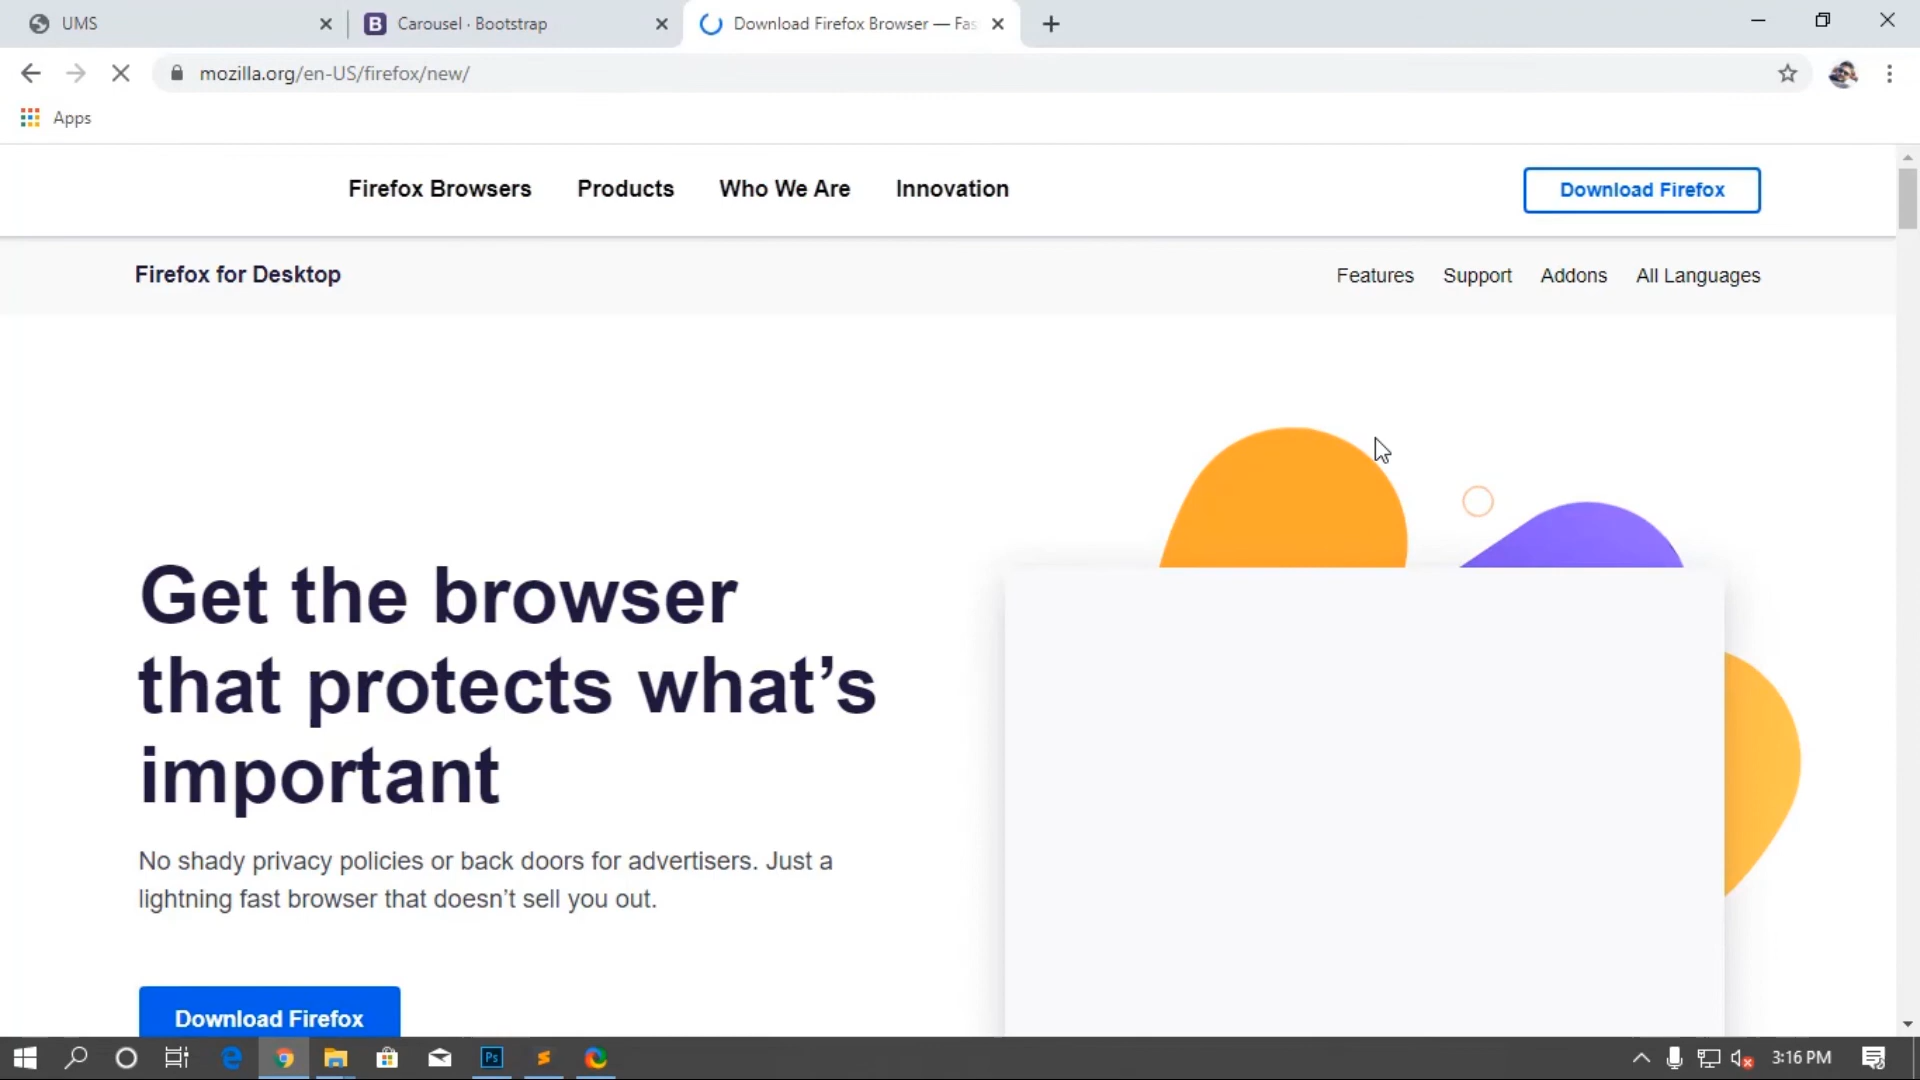 UMS
B Carousel · Bootstrap
Download Firefox Browser — Fas
mozilla.org/en-US/firefox/new/
Apps
Firefox Browsers Products Who We Are Innovation Download Firefox
Firefox for Desktop Features Support Addons All Languages
Get the browser
that protects what’s
important
No shady privacy policies or back doors for advertisers. Just a
lightning fast browser that doesn’t sell you out.
Download Firefox
Ps 3:16 PM